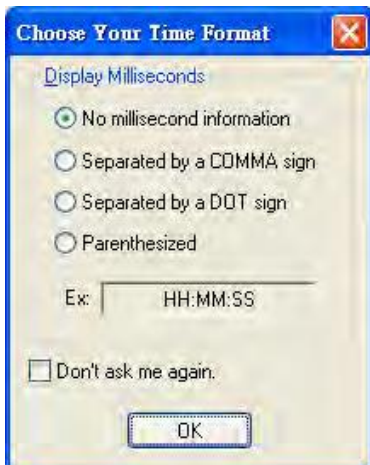 Choose Your Time Format
Display Milliseconds
No millisecond information
Separated by a COMMA sign
Separated by a DOT sign
Parenthesized
Ex: HH:MM:SS
Don't ask me again.
OK